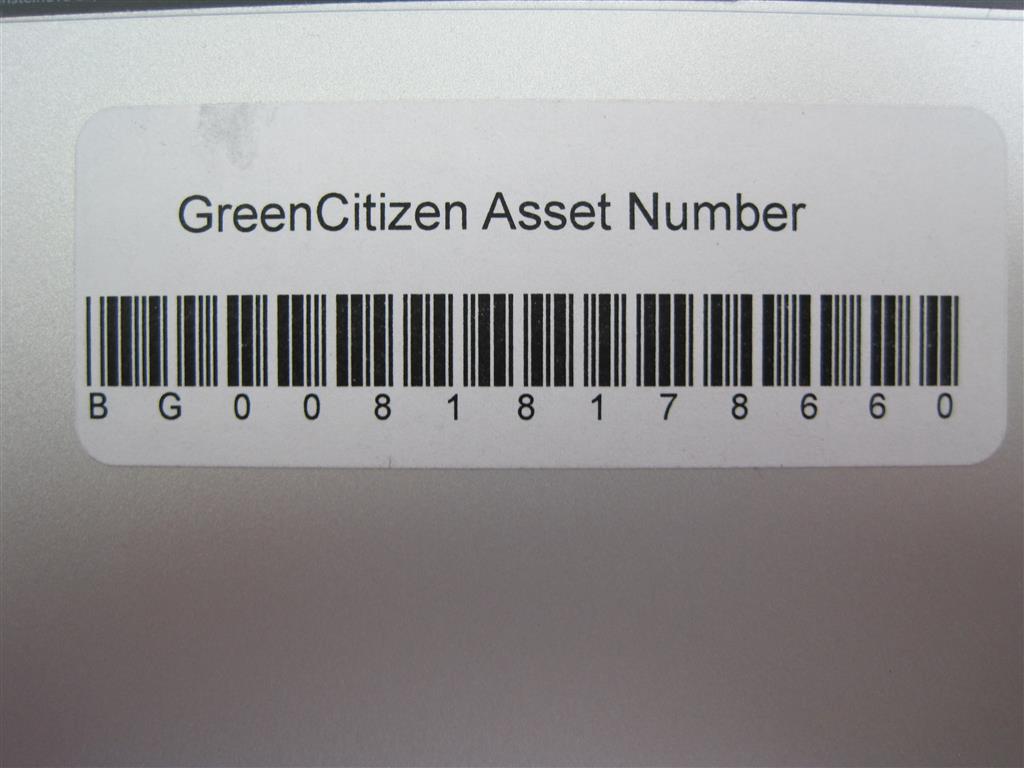 GreenCitizen Asset Number
B G 0 0 8 1 8 1 7 8 6 6 0